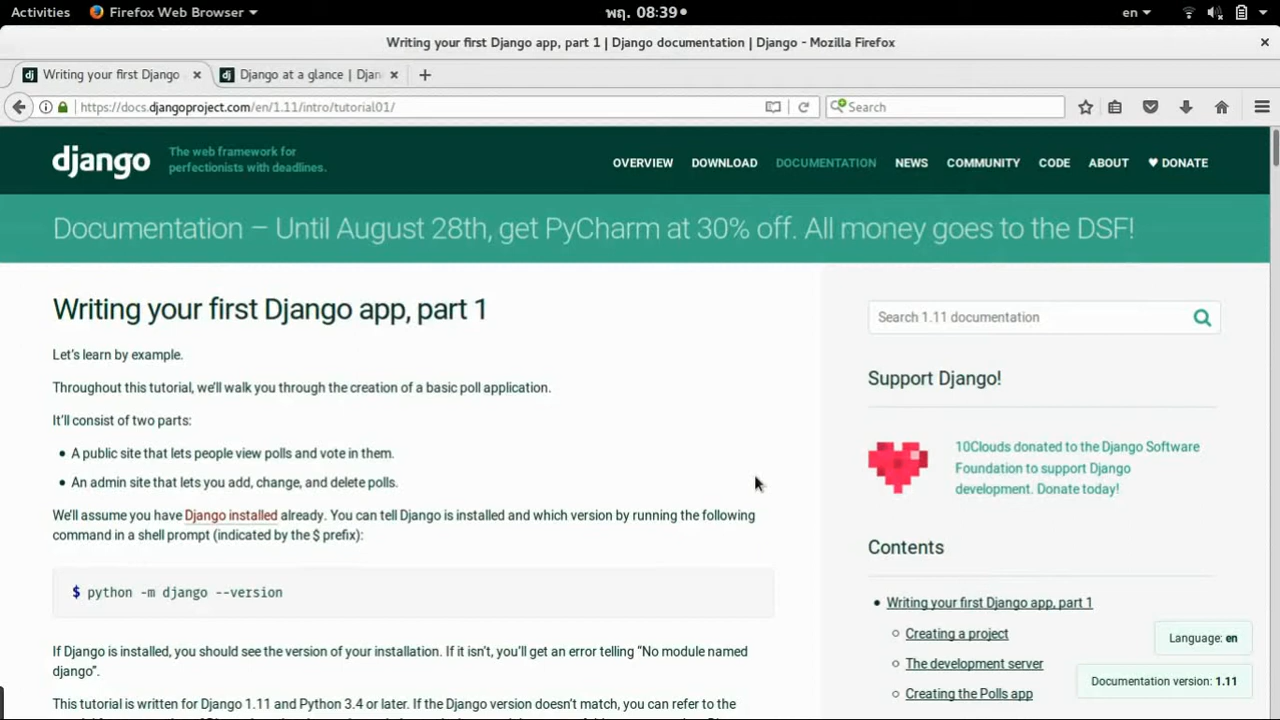 Activities Firefox Web Browser พฤ. 08:39 en
Writing your first Django app, part 1 | Django documentation | Django - Mozilla Firefox
Writing your first Django Django at a glance | Djan
https://docs.djangoproject.com/en/1.11/intro/tutorial01/ Search
django The web framework for perfectionists with deadlines.
OVERVIEW DOWNLOAD DOCUMENTATION NEWS COMMUNITY CODE ABOUT ♥ DONATE
Documentation – Until August 28th, get PyCharm at 30% off. All money goes to the DSF!
Writing your first Django app, part 1
Let's learn by example.
Throughout this tutorial, we'll walk you through the creation of a basic poll application.
It'll consist of two parts:
• A public site that lets people view polls and vote in them.
• An admin site that lets you add, change, and delete polls.
We'll assume you have Django installed already. You can tell Django is installed and which version by running the following
command in a shell prompt (indicated by the $ prefix):
$ python -m django --version
If Django is installed, you should see the version of your installation. If it isn't, you'll get an error telling "No module named
django".
This tutorial is written for Django 1.11 and Python 3.4 or later. If the Django version doesn't match, you can refer to the
Search 1.11 documentation
Support Django!
10Clouds donated to the Django Software
Foundation to support Django
development. Donate today!
Contents
• Writing your first Django app, part 1
Creating a project
The development server
Creating the Polls app
Language: en
Documentation version: 1.11